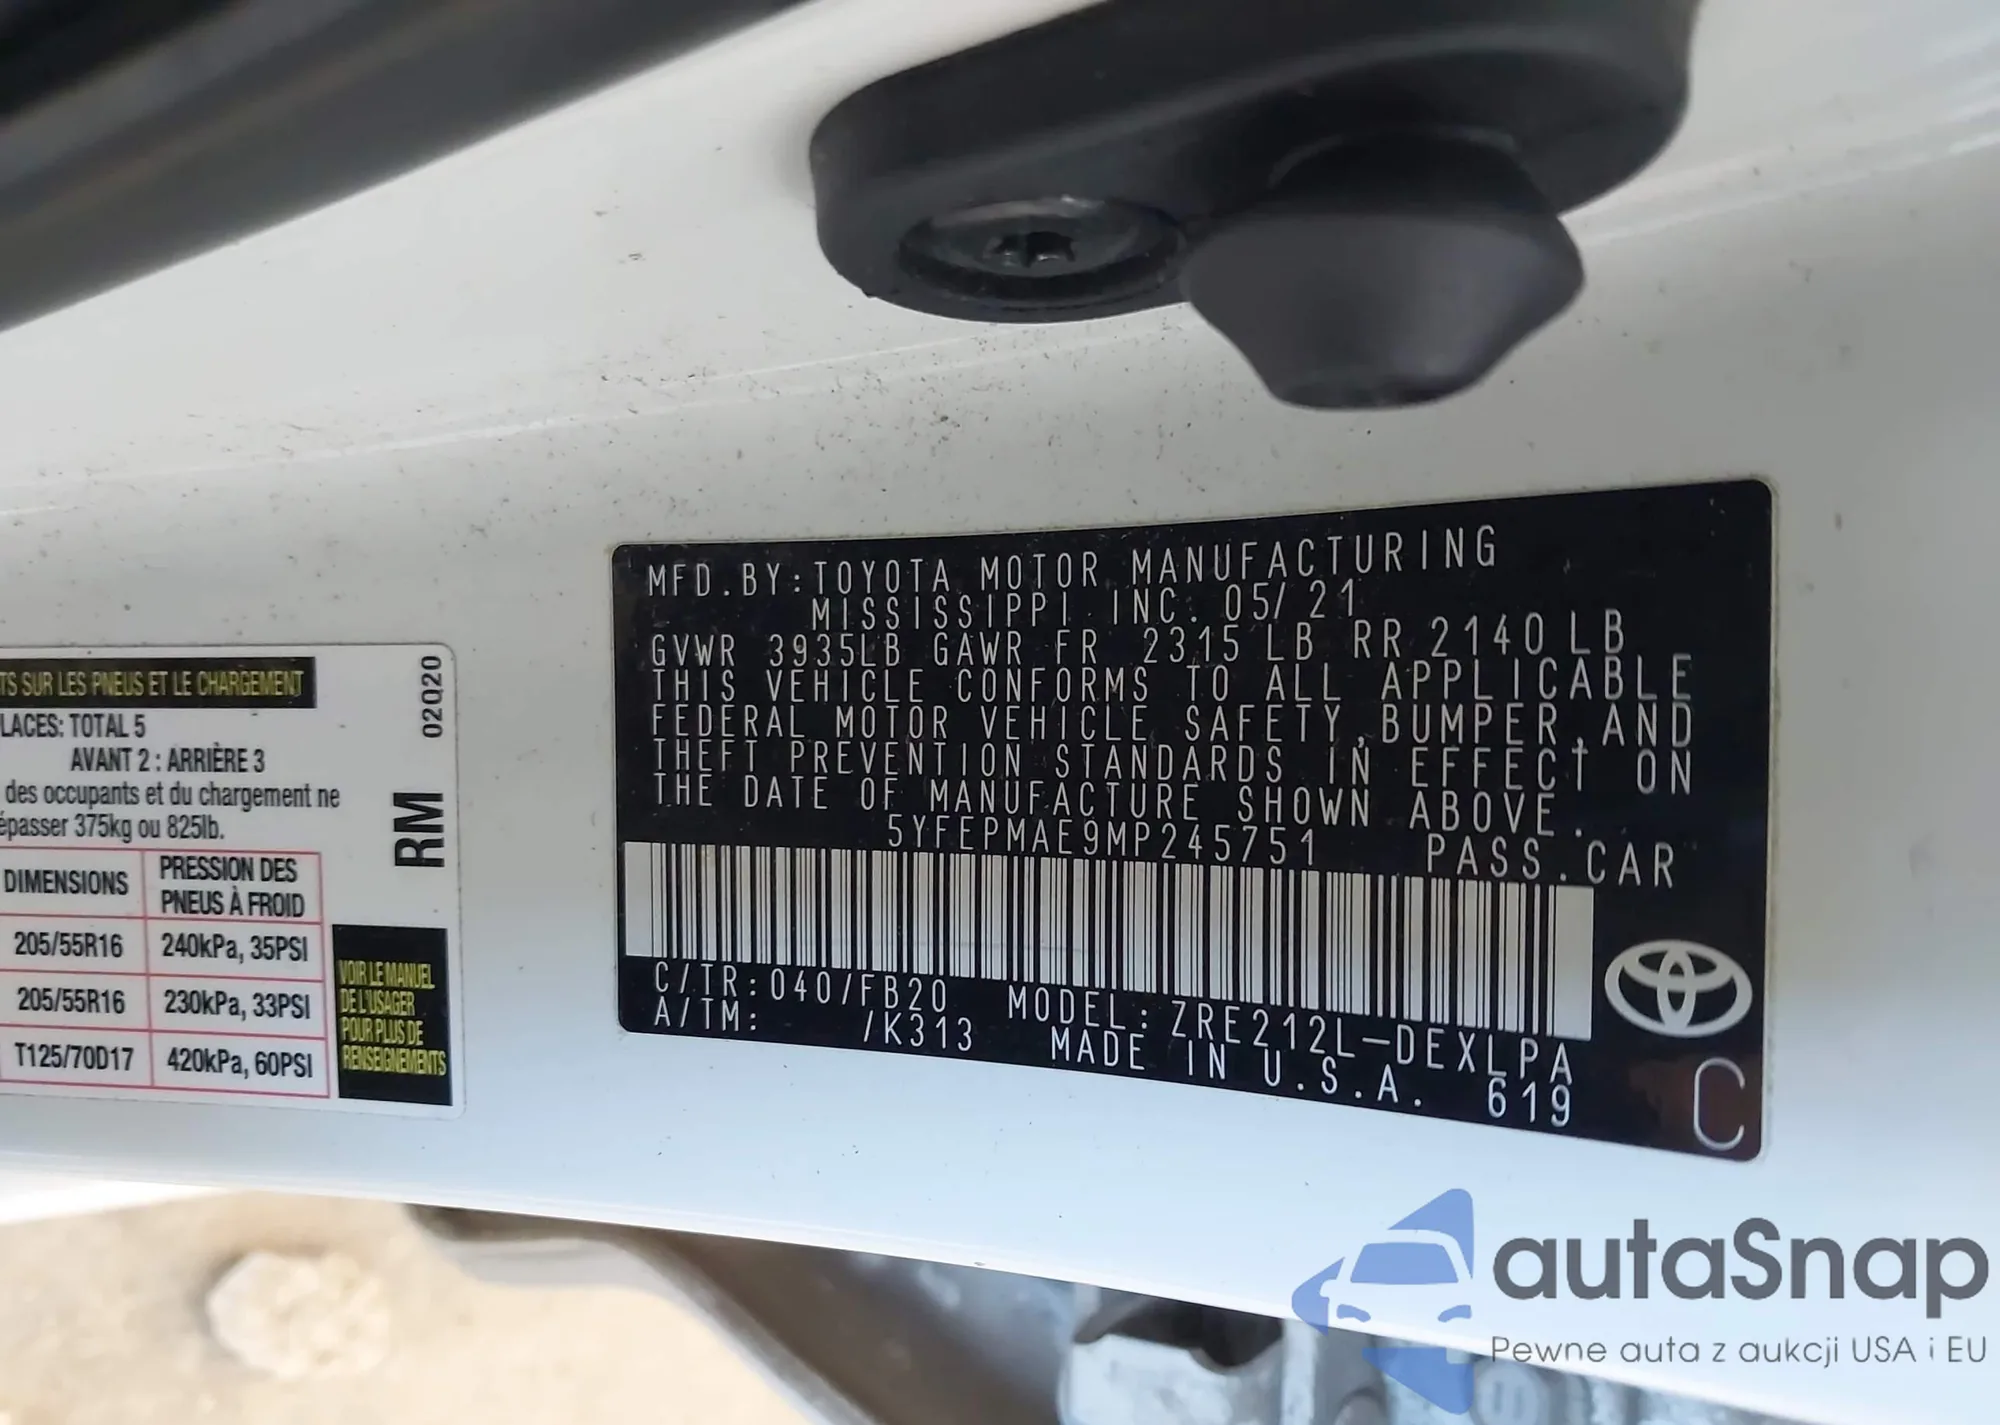 TS SUR LES PNEUS ET LE CHARGEMENT
LACES: TOTAL 5
AVANT 2 : ARRIÈRE 3
des occupants et du chargement ne
épasser 375kg ou 825lb.
DIMENSIONS
PRESSION DES
PNEUS À FROID
205/55R16 240kPa, 35PSI
205/55R16 230kPa, 33PSI
T125/70D17 420kPa, 60PSI
02Q20
RM
VOIR LE MANUEL
DE L'USAGER
POUR PLUS DE
RENSEIGNEMENTS
MFD.BY:TOYOTA MOTOR MANUFACTURING
MISSISSIPPI INC. 05/21
GVWR 3935LB GAWR FR 2315 LB RR 2140 LB
THIS VEHICLE CONFORMS TO ALL APPLICABLE
FEDERAL MOTOR VEHICLE SAFETY,BUMPER,AND
THEFT PREVENTION STANDARDS IN EFFECT ON
THE DATE OF MANUFACTURE SHOWN ABOVE.
5YFEPMAE9MP245751 PASS.CAR
C/TR:040/FB20 MODEL:ZRE212L-DEXLPA
A/TM: /K313 MADE IN U.S.A. 619
C
autaSnap
Pewne auta z aukcji USA i EU